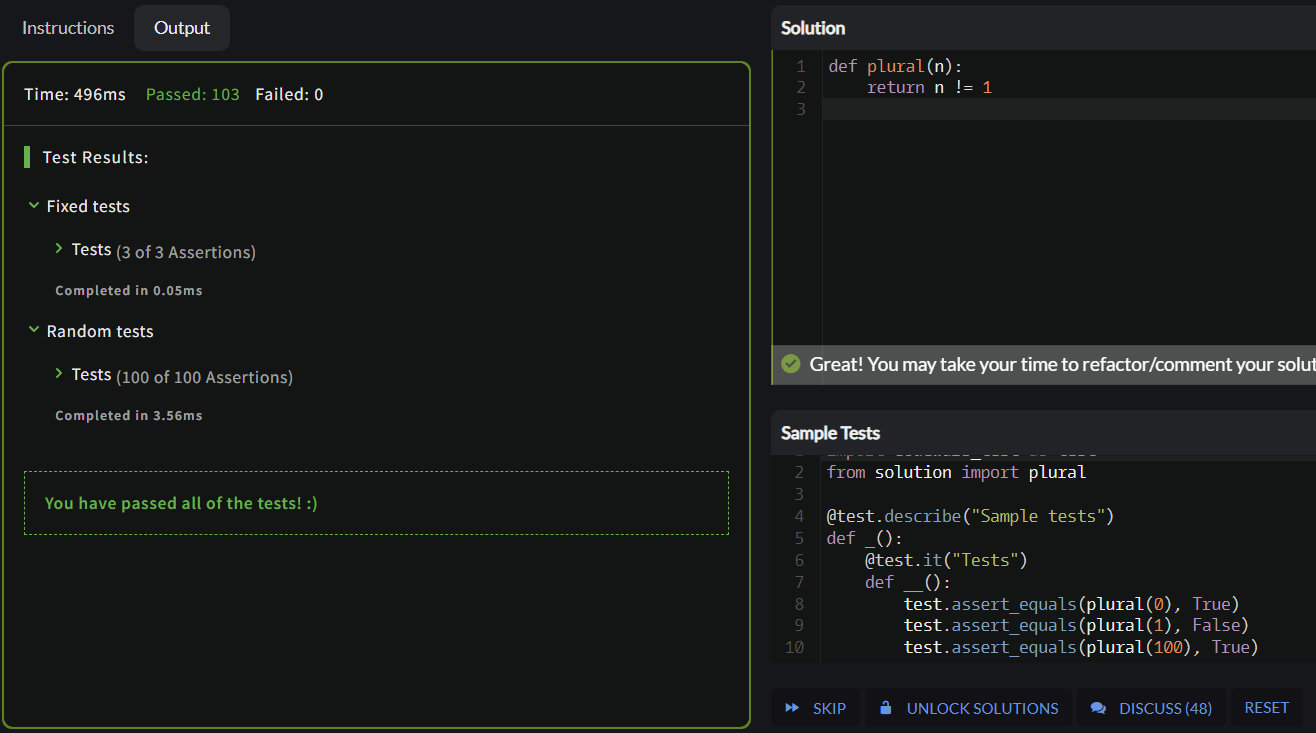 Instructions
Output
Time: 496ms Passed: 103 Failed: 0
Test Results:
Fixed tests
Tests (3 of 3 Assertions)
Completed in 0.05ms
Random tests
Tests (100 of 100 Assertions)
Completed in 3.56ms
You have passed all of the tests! :)
Solution
1 def plural(n):
2 return n != 1
3
Great! You may take your time to refactor/comment your
Sample Tests
2 from solution import plural
3
4 @test.describe("Sample tests")
5 def _():
6 @test.it("Tests")
7 def __():
8 test.assert_equals(plural(0), True)
9 test.assert_equals(plural(1), False)
10 test.assert_equals(plural(100), True)
SKIP
UNLOCK SOLUTIONS
DISCUSS (48)
RESET